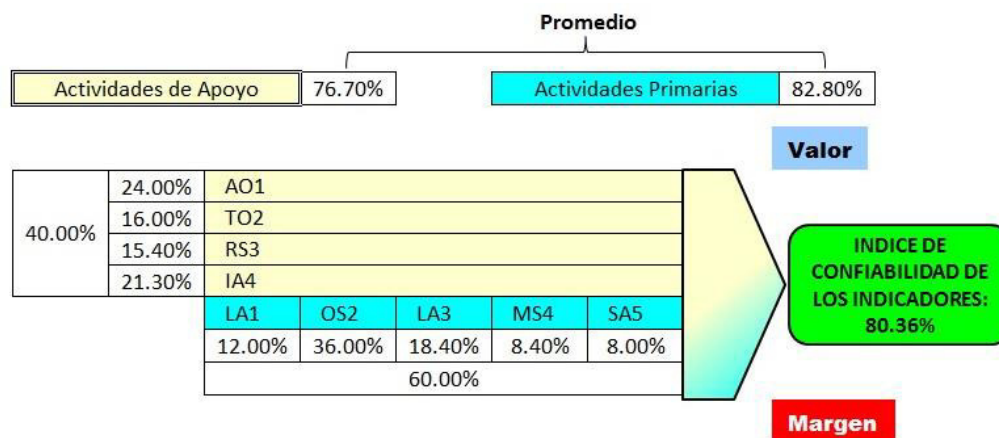 Promedio
Actividades de Apoyo 76.70% Actividades Primarias 82.80%
Valor
40.00%
24.00% AO1
16.00% TO2
15.40% RS3
21.30% IA4
LA1 OS2 LA3 MS4 SA5
12.00% 36.00% 18.40% 8.40% 8.00%
60.00%
INDICE DE
CONFIABILIDAD DE
LOS INDICADORES:
80.36%
Margen